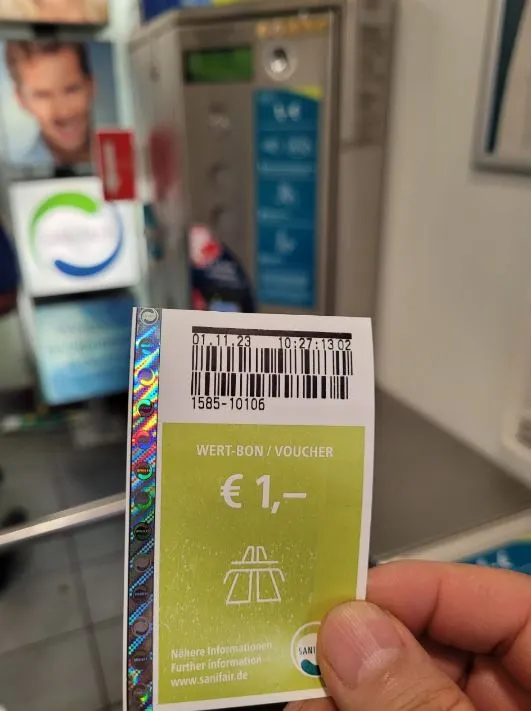 01.11.23 10:27:13 02
1585-10106
WERT-BON / VOUCHER
€ 1,–
Nähere Informationen
Further information
www.sanifair.de
SANI